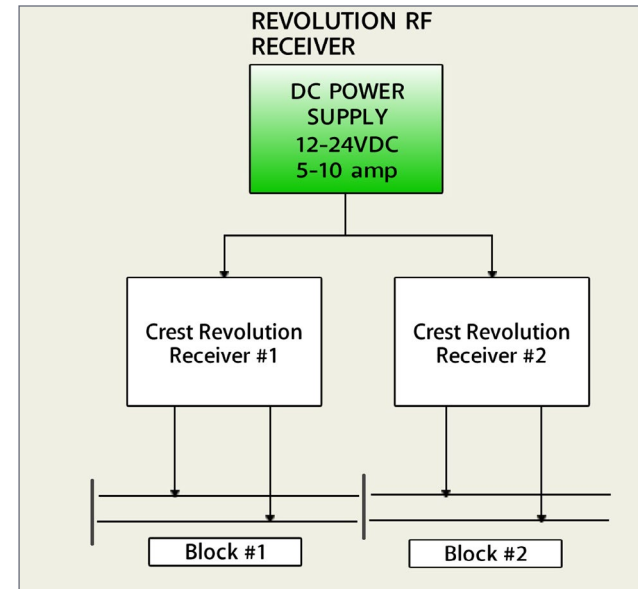 REVOLUTION RF
RECEIVER
DC POWER
SUPPLY
12-24VDC
5-10 amp
Crest Revolution
Receiver #1
Crest Revolution
Receiver #2
Block #1
Block #2